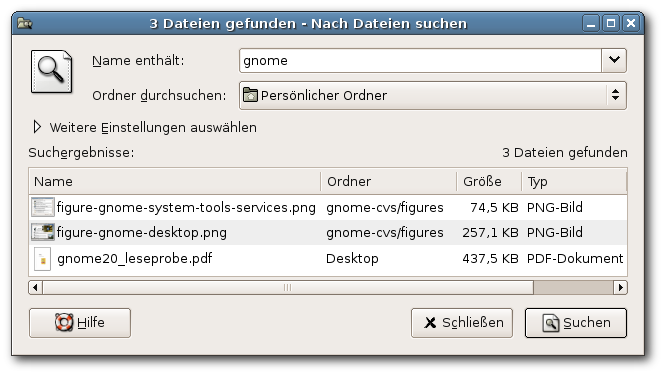 3 Dateien gefunden - Nach Dateien suchen
Name enthält: gnome
Ordner durchsuchen: Persönlicher Ordner
Weitere Einstellungen auswählen
Suchergebnisse: 3 Dateien gefunden
Name Ordner Größe Typ
figure-gnome-system-tools-services.png gnome-cvs/figures 74,5 KB PNG-Bild
figure-gnome-desktop.png gnome-cvs/figures 257,1 KB PNG-Bild
gnome20_leseprobe.pdf Desktop 437,5 KB PDF-Dokument
Hilfe Schließen Suchen